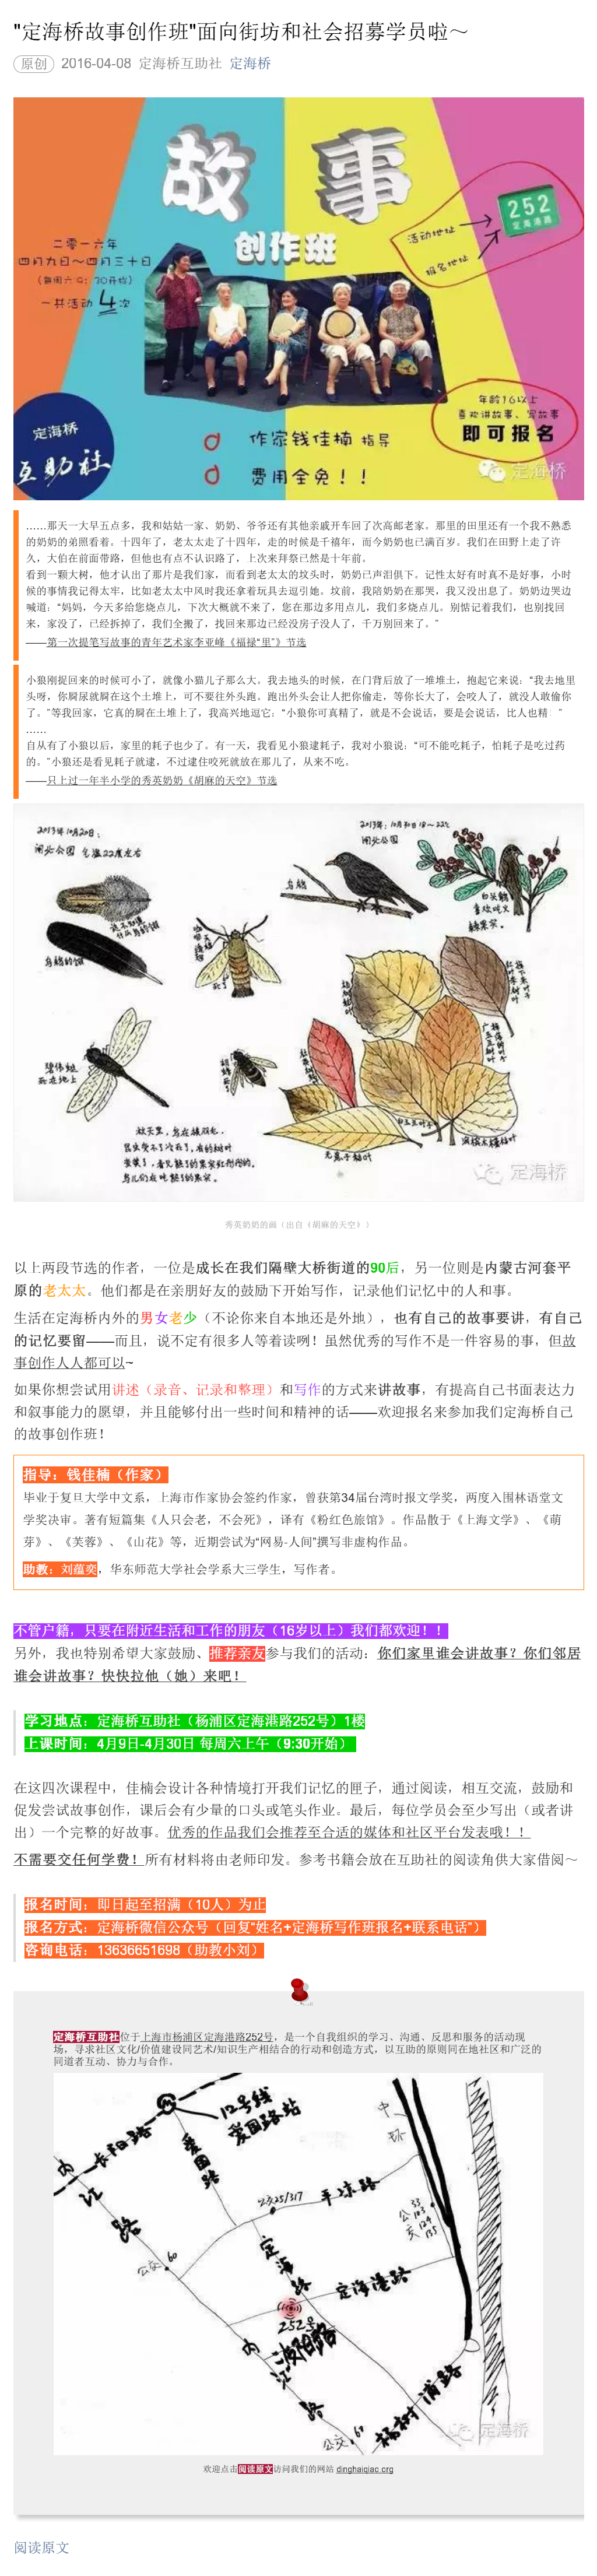 "定海桥故事创作班"面向街坊和社会招募学员啦～
原创 2016-04-08 定海桥互助社 定海桥
故事
创作班
二零一六年
四月九日～四月三十日
（每周六 9：30开始）
一共活动 4 次
活动地址
报名地址
252
定海港路
定海桥
互助社
作家钱佳楠 指导
费用全免！！
年龄16以上
喜欢讲故事、写故事
即可报名
定海桥
……那天一大早五点多，我和姑姑一家、奶奶、爷爷还有其他亲戚开车回了次高邮老家。那里的田里还有一个我不熟悉
的奶奶的弟照看着。十四年了，老太太走了十四年，走的时候是千禧年，而今奶奶也已满百岁。我们在田野上走了许
久，大伯在前面带路，但他也有点不认识路了，上次来拜祭已然是十年前。
看到一颗大树，他才认出了那片是我们家，而看到老太太的坟头时，奶奶已声泪俱下。记性太好有时真不是好事，小时
候的事情我记得太牢，比如老太太中风时我还拿着玩具去逗引她。坟前，我陪奶奶在那哭，我又没出息了。奶奶边哭边
喊道：“妈妈，今天多给您烧点儿，下次大概就不来了，您在那边多用点儿，我们多烧点儿。别惦记着我们，也别找回
来，家没了，已经拆掉了，我们全搬了，找回来那边已经没房子没人了，千万别回来了。”
——第一次提笔写故事的青年艺术家李亚峰《福禄“里”》节选
小狼刚捉回来的时候可小了，就像小猫儿子那么大。我去地头的时候，在门背后放了一堆堆土，抱起它来说：“我去地里
头呀，你屙尿就屙在这个土堆上，可不要往外头跑。跑出外头会让人把你偷走，等你长大了，会咬人了，就没人敢偷你
了。”等我回家，它真的屙在土堆上了，我高兴地逗它：“小狼你可真精了，就是不会说话，要是会说话，比人也精！”
……
自从有了小狼以后，家里的耗子也少了。有一天，我看见小狼逮耗子，我对小狼说：“可不能吃耗子，怕耗子是吃过药
的。”小狼还是看见耗子就逮，不过逮住咬死就放在那儿了，从来不吃。
——只上过一年半小学的秀英奶奶《胡麻的天空》节选
2013年10月20日：
闸北公园 气温22度左右
2013年：10月30日 18～22℃
闸北公园
乌鸫
乌鸫的翅
定海桥
秀英奶奶的画（出自《胡麻的天空》）
以上两段节选的作者，一位是成长在我们隔壁大桥街道的90后，另一位则是内蒙古河套平
原的老太太。他们都是在亲朋好友的鼓励下开始写作，记录他们记忆中的人和事。
生活在定海桥内外的男女老少（不论你来自本地还是外地），也有自己的故事要讲，有自己
的记忆要留——而且，说不定有很多人等着读咧！虽然优秀的写作不是一件容易的事，但故
事创作人人都可以~
如果你想尝试用讲述（录音、记录和整理）和写作的方式来讲故事，有提高自己书面表达力
和叙事能力的愿望，并且能够付出一些时间和精神的话——欢迎报名来参加我们定海桥自己
的故事创作班！
指导：钱佳楠（作家）
毕业于复旦大学中文系，上海市作家协会签约作家，曾获第34届台湾时报文学奖，两度入围林语堂文
学奖决审。著有短篇集《人只会老，不会死》，译有《粉红色旅馆》。作品散于《上海文学》、《萌
芽》、《芙蓉》、《山花》等，近期尝试为“网易-人间”撰写非虚构作品。
助教：刘蕴奕，华东师范大学社会学系大三学生，写作者。
不管户籍，只要在附近生活和工作的朋友（16岁以上）我们都欢迎！！
另外，我也特别希望大家鼓励、推荐亲友参与我们的活动：你们家里谁会讲故事？你们邻居
谁会讲故事？快快拉他（她）来吧！
学习地点：定海桥互助社（杨浦区定海港路252号）1楼
上课时间：4月9日-4月30日 每周六上午（9:30开始）
在这四次课程中，佳楠会设计各种情境打开我们记忆的匣子，通过阅读，相互交流，鼓励和
促发尝试故事创作，课后会有少量的口头或笔头作业。最后，每位学员会至少写出（或者讲
出）一个完整的好故事。优秀的作品我们会推荐至合适的媒体和社区平台发表哦！！
不需要交任何学费！所有材料将由老师印发。参考书籍会放在互助社的阅读角供大家借阅～
报名时间：即日起至招满（10人）为止
报名方式：定海桥微信公众号（回复“姓名+定海桥写作班报名+联系电话”）
咨询电话：13636651698（助教小刘）
定海桥互助社位于上海市杨浦区定海港路252号，是一个自我组织的学习、沟通、反思和服务的活动现
场，寻求社区文化/价值建设同艺术/知识生产相结合的行动和创造方式，以互助的原则同在地社区和广泛的
同道者互动、协力与合作。
12号线
爱国路站
长阳路
爱国路
内江路
公交 60
平凉路
定海路
定海港路
252号
内江路
公交 60
杨树浦路
公交
33
103
124
135
定海桥
欢迎点击阅读原文访问我们的网站 dinghaiqiao.org
阅读原文